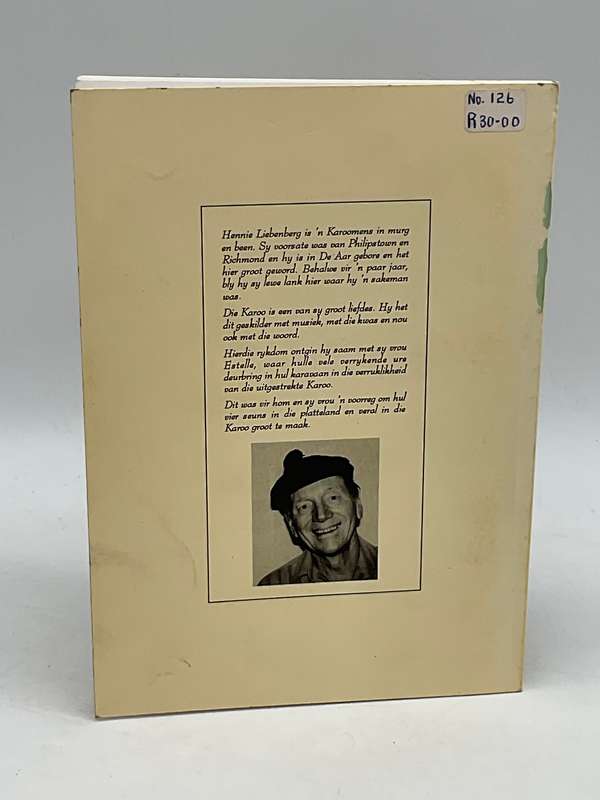 No. 126
R30-00
Hennie Liebenberg is 'n Karoomens in murg
en been. Sy voorsate was van Philipstown en
Richmond en hy is in De Aar gebore en het
hier groot geword. Behalwe vir 'n paar jaar,
bly hy sy lewe lank hier waar hy 'n sakeman
was.
Die Karoo is een van sy groot liefdes. Hy het
dit geskilder met musiek, met die kwas en nou
ook met die woord.
Hierdie rykdom ontgin hy saam met sy vrou
Estelle, waar hulle vele verrykende ure
deurbring in hul karavaan in die verruklikheid
van die uitgestrekte Karoo.
Dit was vir hom en sy vrou 'n voorreg om hul
vier seuns in die platteland en veral in die
Karoo groot te maak.